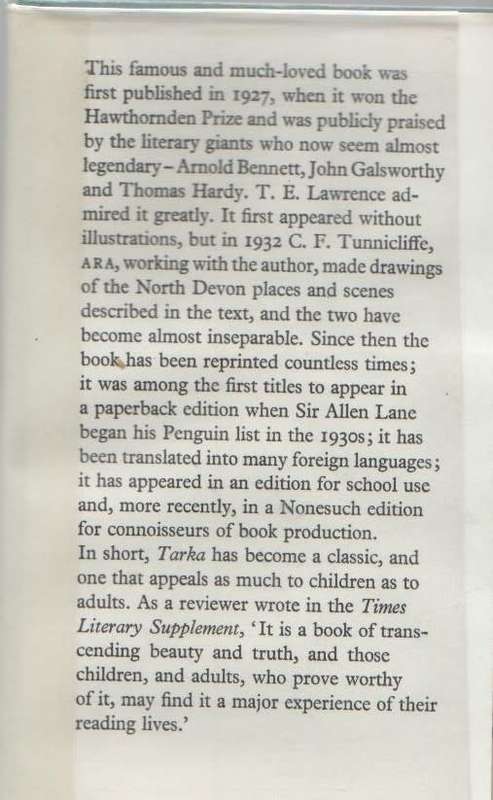 This famous and much-loved book was
first published in 1927, when it won the
Hawthornden Prize and was publicly praised
by the literary giants who now seem almost
legendary – Arnold Bennett, John Galsworthy
and Thomas Hardy. T. E. Lawrence ad-
mired it greatly. It first appeared without
illustrations, but in 1932 C. F. Tunnicliffe,
ARA, working with the author, made drawings
of the North Devon places and scenes
described in the text, and the two have
become almost inseparable. Since then the
book has been reprinted countless times;
it was among the first titles to appear in
a paperback edition when Sir Allen Lane
began his Penguin list in the 1930s; it has
been translated into many foreign languages;
it has appeared in an edition for school use
and, more recently, in a Nonesuch edition
for connoisseurs of book production.
In short, Tarka has become a classic, and
one that appeals as much to children as to
adults. As a reviewer wrote in the Times
Literary Supplement, ‘It is a book of trans-
cending beauty and truth, and those
children, and adults, who prove worthy
of it, may find it a major experience of their
reading lives.’